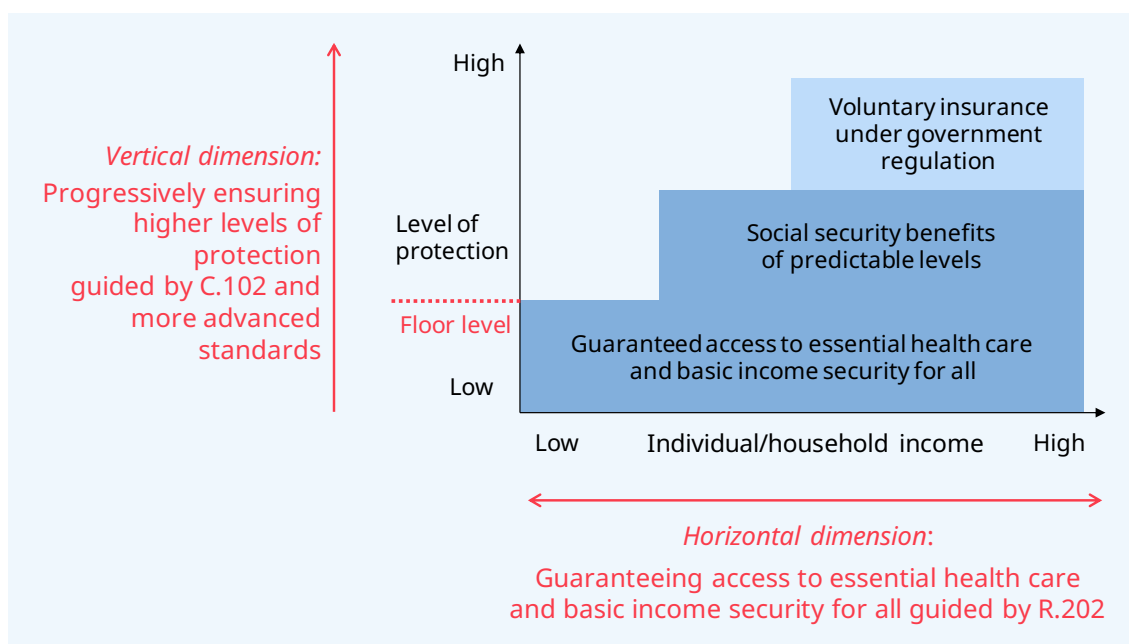 High
Voluntary insurance
under government
regulation
Vertical dimension:
Progressively ensuring
higher levels of
protection
guided by C.102 and
more advanced
standards
Level of
protection
Social security benefits
of predictable levels
Floor level
Guaranteed access to essential health care
and basic income security for all
Low
Low Individual/household income High
Horizontal dimension:
Guaranteeing access to essential health care
and basic income security for all guided by R.202